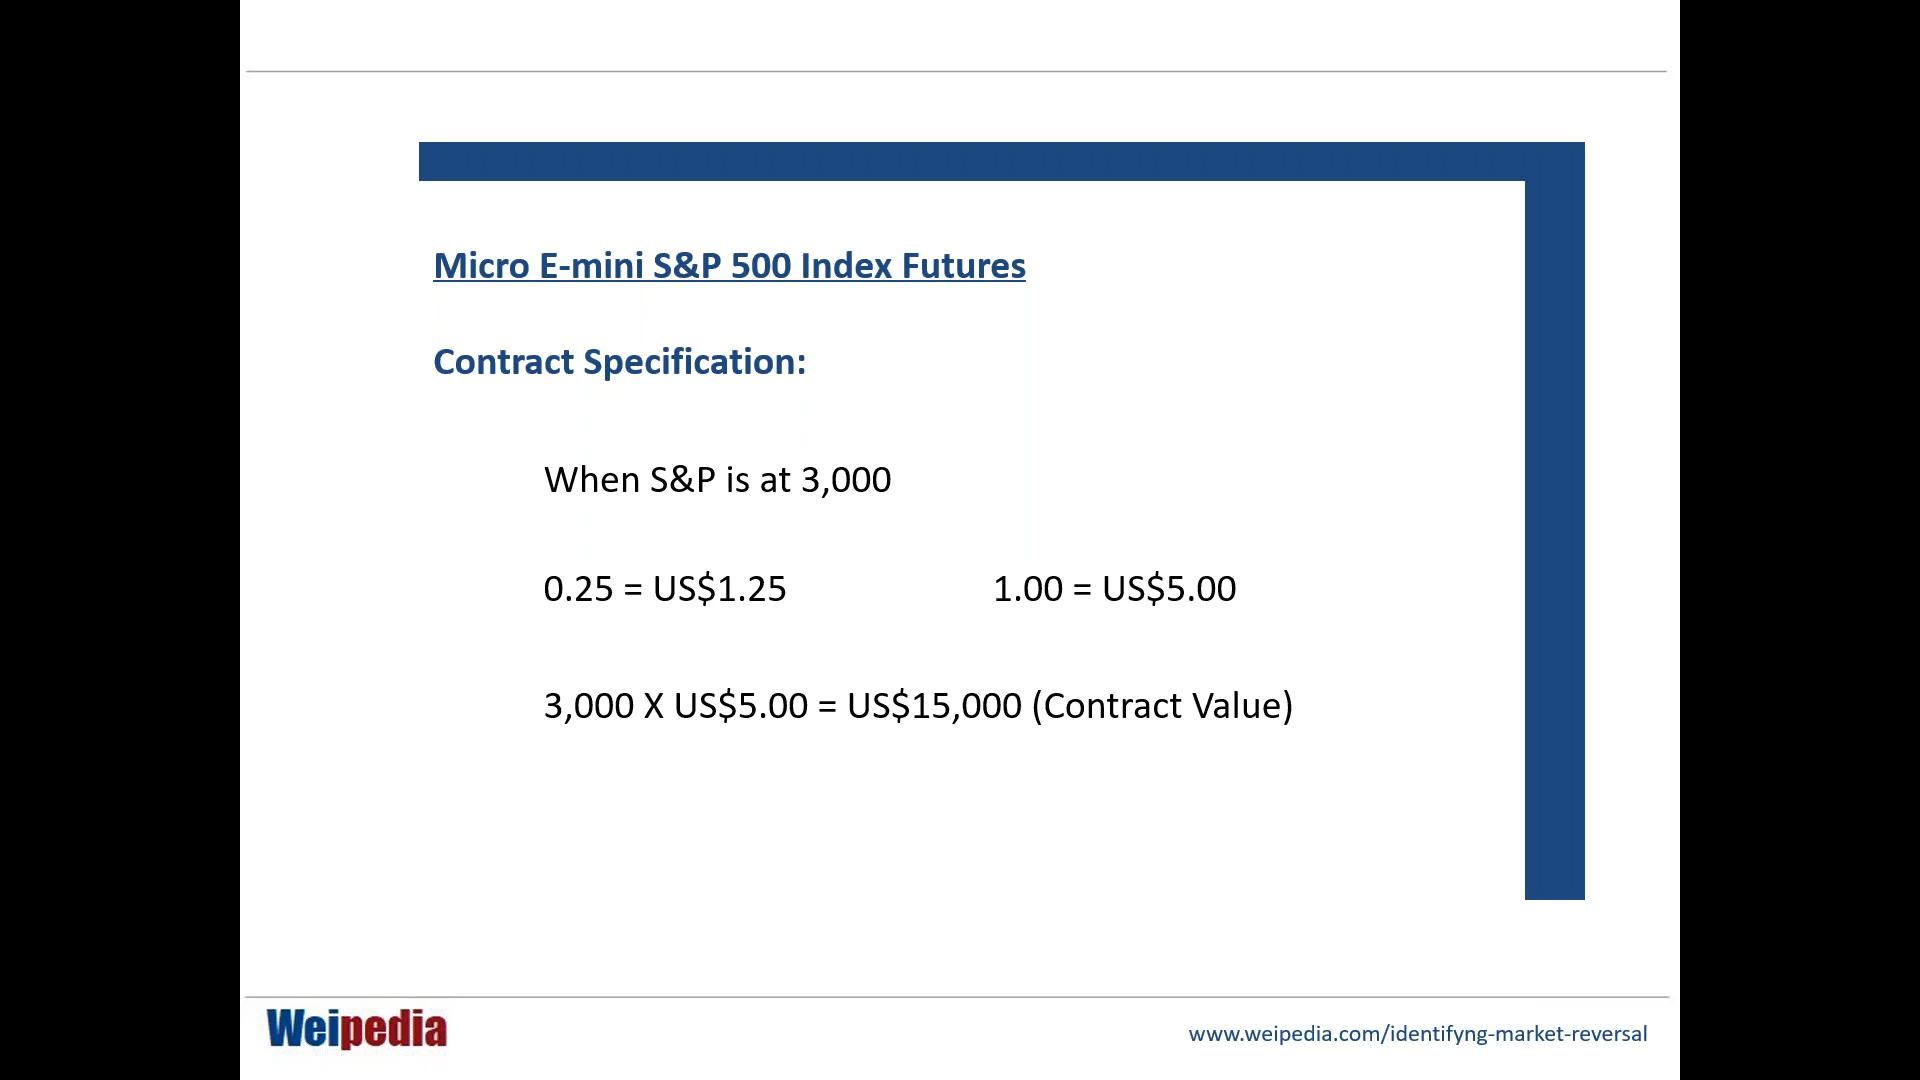 Micro E-mini S&P 500 Index Futures
Contract Specification:
When S&P is at 3,000
0.25 = US$1.25 1.00 = US$5.00
3,000 X US$5.00 = US$15,000 (Contract Value)
Weipedia
www.weipedia.com/identifyng-market-reversal